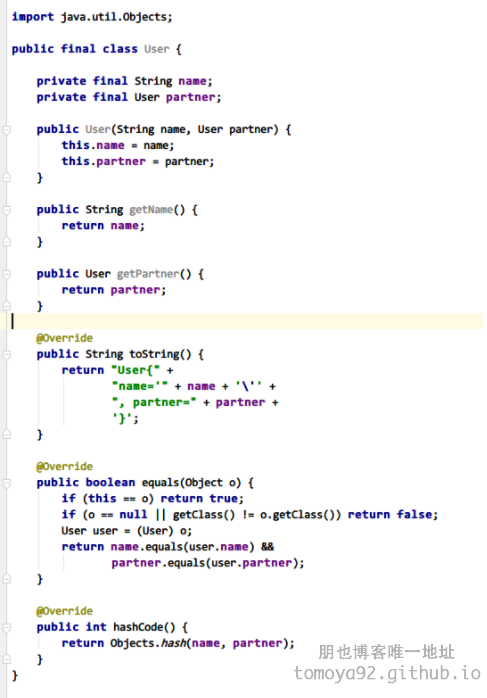 import java.util.Objects;
public final class User {
private final String name;
private final User partner;
public User(String name, User partner) {
this.name = name;
this.partner = partner;
}
public String getName() {
return name;
}
public User getPartner() {
return partner;
}
@Override
public String toString() {
return "User{" +
"name='" + name + '\'' +
", partner=" + partner +
'}';
}
@Override
public boolean equals(Object o) {
if (this == o) return true;
if (o == null || getClass() != o.getClass()) return false;
User user = (User) o;
return name.equals(user.name) &&
partner.equals(user.partner);
}
@Override
public int hashCode() {
return Objects.hash(name, partner);
}
}
朋也博客唯一地址
tomoya92.github.io